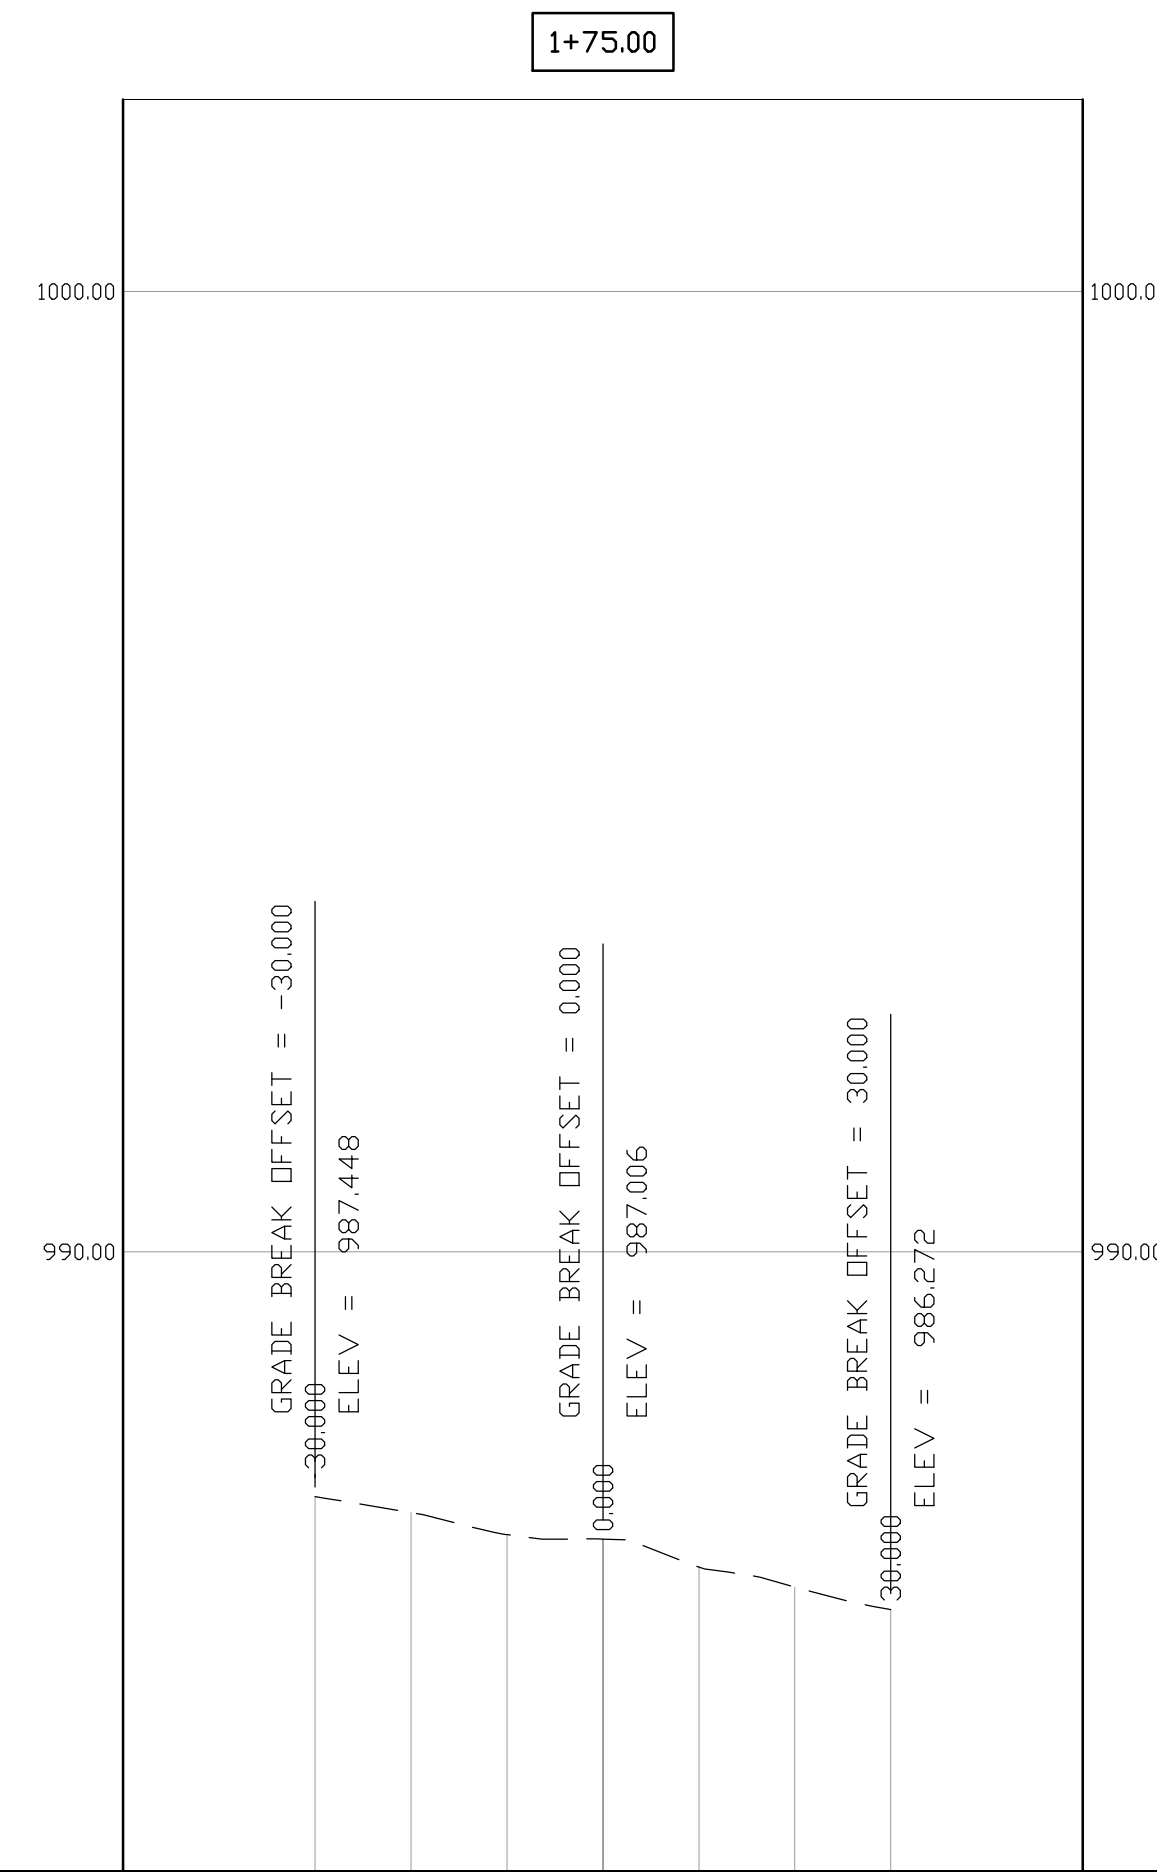 1+75.00
1000.00
1000.0
GRADE BREAK OFFSET = -30.000
ELEV = 987.448
-30.000
GRADE BREAK OFFSET = 0.000
ELEV = 987.006
0.000
GRADE BREAK OFFSET = 30.000
ELEV = 986.272
30.000
990.00
990.00